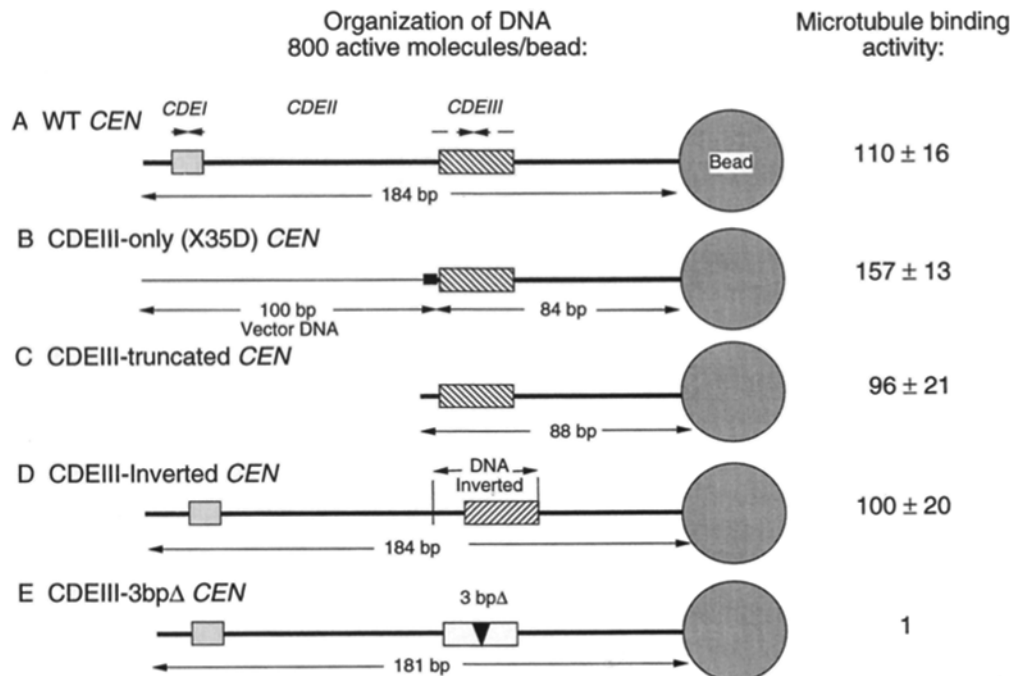 Organization of DNA
800 active molecules/bead:
Microtubule binding
activity:
A WT CEN
CDEI
CDEII
CDEIII
Bead
110 ± 16
184 bp
B CDEIII-only (X35D) CEN
157 ± 13
100 bp
Vector DNA
84 bp
C CDEIII-truncated CEN
96 ± 21
88 bp
D CDEIII-Inverted CEN
DNA
Inverted
100 ± 20
184 bp
E CDEIII-3bpΔ CEN
3 bpΔ
1
181 bp